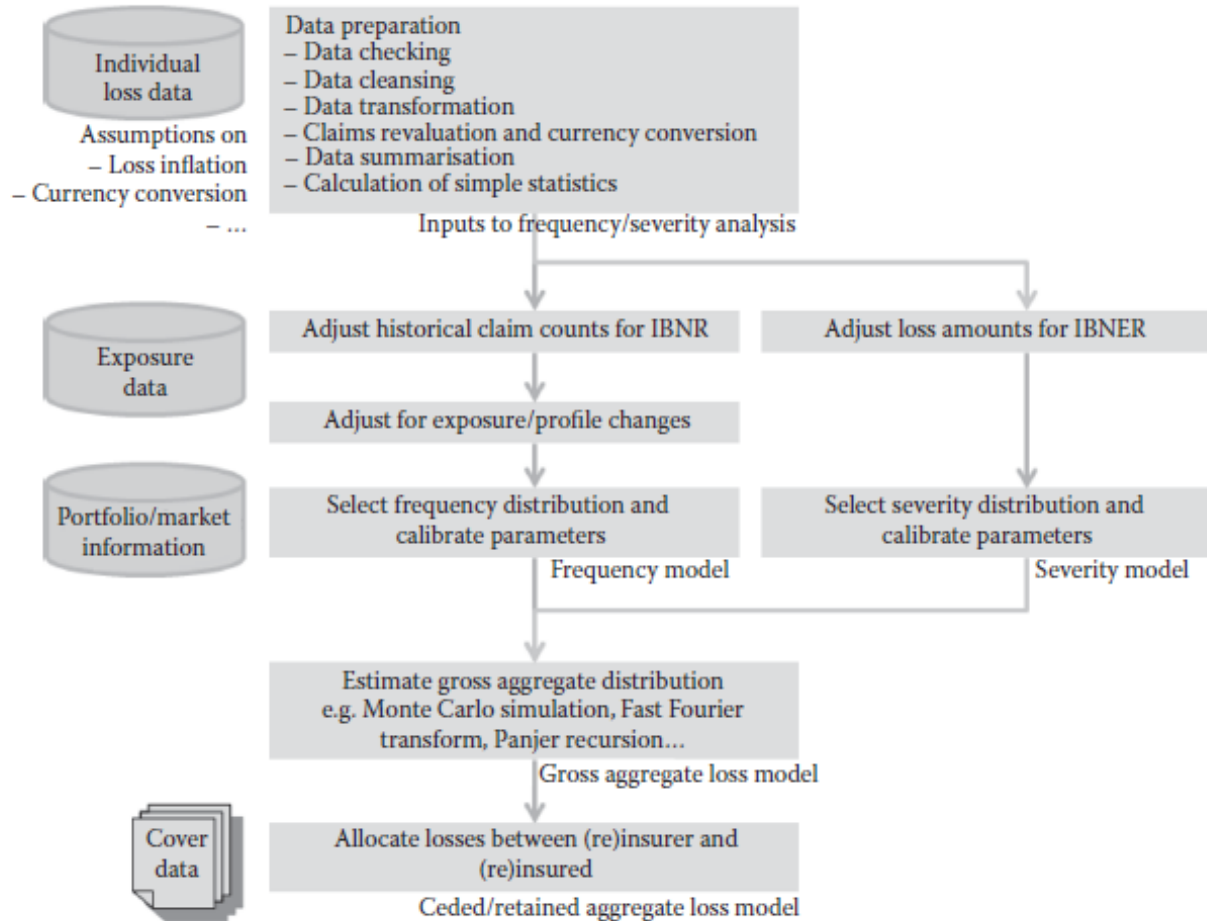 Individual
loss data
Assumptions on
– Loss inflation
– Currency conversion
– ...
Data preparation
– Data checking
– Data cleansing
– Data transformation
– Claims revaluation and currency conversion
– Data summarisation
– Calculation of simple statistics
Inputs to frequency/severity analysis
Adjust historical claim counts for IBNR
Adjust loss amounts for IBNER
Exposure
data
Adjust for exposure/profile changes
Portfolio/market
information
Select frequency distribution and
calibrate parameters
Select severity distribution and
calibrate parameters
Frequency model
Severity model
Estimate gross aggregate distribution
e.g. Monte Carlo simulation, Fast Fourier
transform, Panjer recursion...
Gross aggregate loss model
Cover
data
Allocate losses between (re)insurer and
(re)insured
Ceded/retained aggregate loss model